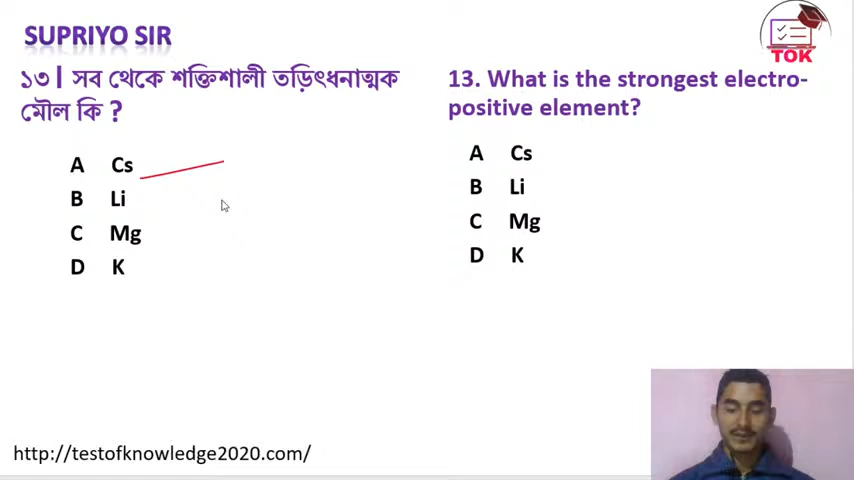 SUPRIYO SIR
TOK
১৩। সব থেকে শক্তিশালী তড়িৎধনাত্মক
মৌল কি ?
A Cs
B Li
C Mg
D K
13. What is the strongest electro-
positive element?
A Cs
B Li
C Mg
D K
http://testofknowledge2020.com/